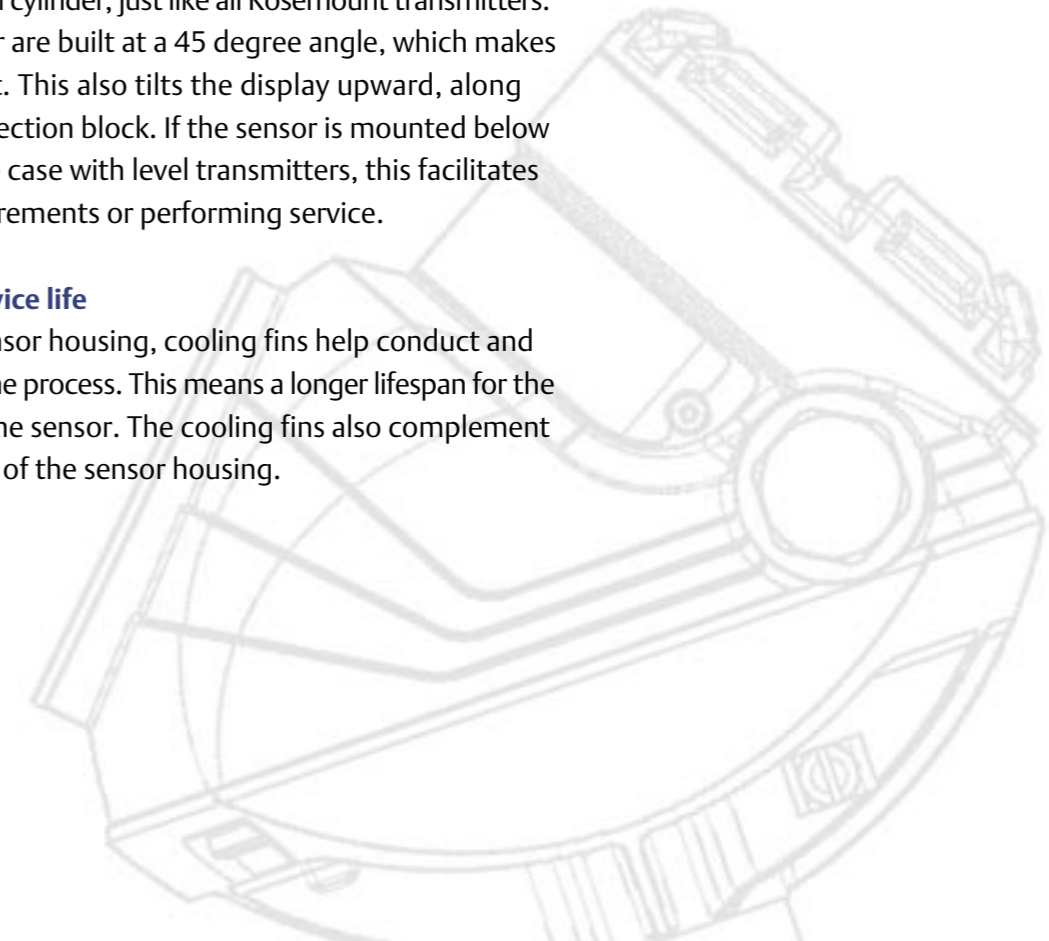 cylinder, just like all Rosemount transmitters.
are built at a 45 degree angle, which makes
This also tilts the display upward, along
ection block. If the sensor is mounted below
case with level transmitters, this facilitates
rements or performing service.
vice life
nsor housing, cooling fins help conduct and
he process. This means a longer lifespan for the
he sensor. The cooling fins also complement
of the sensor housing.